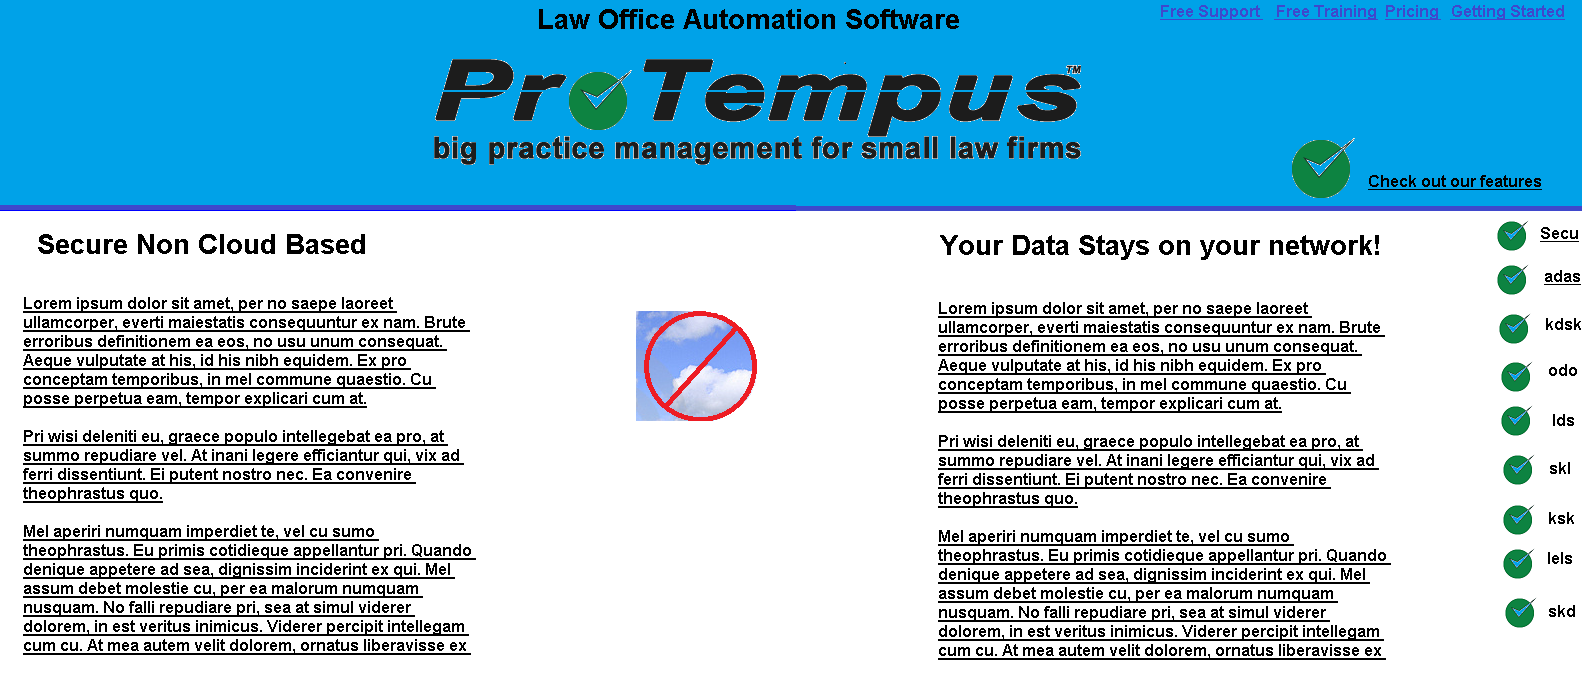 Law Office Automation Software
Free Support Free Training Pricing Getting Started
ProTempus™
big practice management for small law firms
Check out our features
Secure Non Cloud Based
Lorem ipsum dolor sit amet, per no saepe laoreet
ullamcorper, everti maiestatis consequuntur ex nam. Brute
erroribus definitionem ea eos, no usu unum consequat.
Aeque vulputate at his, id his nibh equidem. Ex pro
conceptam temporibus, in mel commune quaestio. Cu
posse perpetua eam, tempor explicari cum at.
Pri wisi deleniti eu, graece populo intellegebat ea pro, at
summo repudiare vel. At inani legere efficiantur qui, vix ad
ferri dissentiunt. Ei putent nostro nec. Ea convenire
theophrastus quo.
Mel aperiri numquam imperdiet te, vel cu sumo
theophrastus. Eu primis cotidieque appellantur pri. Quando
denique appetere ad sea, dignissim inciderint ex qui. Mel
assum debet molestie cu, per ea malorum numquam
nusquam. No falli repudiare pri, sea at simul viderer
dolorem, in est veritus inimicus. Viderer percipit intellegam
cum cu. At mea autem velit dolorem, ornatus liberavisse ex
Your Data Stays on your network!
Lorem ipsum dolor sit amet, per no saepe laoreet
ullamcorper, everti maiestatis consequuntur ex nam. Brute
erroribus definitionem ea eos, no usu unum consequat.
Aeque vulputate at his, id his nibh equidem. Ex pro
conceptam temporibus, in mel commune quaestio. Cu
posse perpetua eam, tempor explicari cum at.
Pri wisi deleniti eu, graece populo intellegebat ea pro, at
summo repudiare vel. At inani legere efficiantur qui, vix ad
ferri dissentiunt. Ei putent nostro nec. Ea convenire
theophrastus quo.
Mel aperiri numquam imperdiet te, vel cu sumo
theophrastus. Eu primis cotidieque appellantur pri. Quando
denique appetere ad sea, dignissim inciderint ex qui. Mel
assum debet molestie cu, per ea malorum numquam
nusquam. No falli repudiare pri, sea at simul viderer
dolorem, in est veritus inimicus. Viderer percipit intellegam
cum cu. At mea autem velit dolorem, ornatus liberavisse ex
Secu
adas
kdsk
odo
lds
skl
ksk
lels
skd